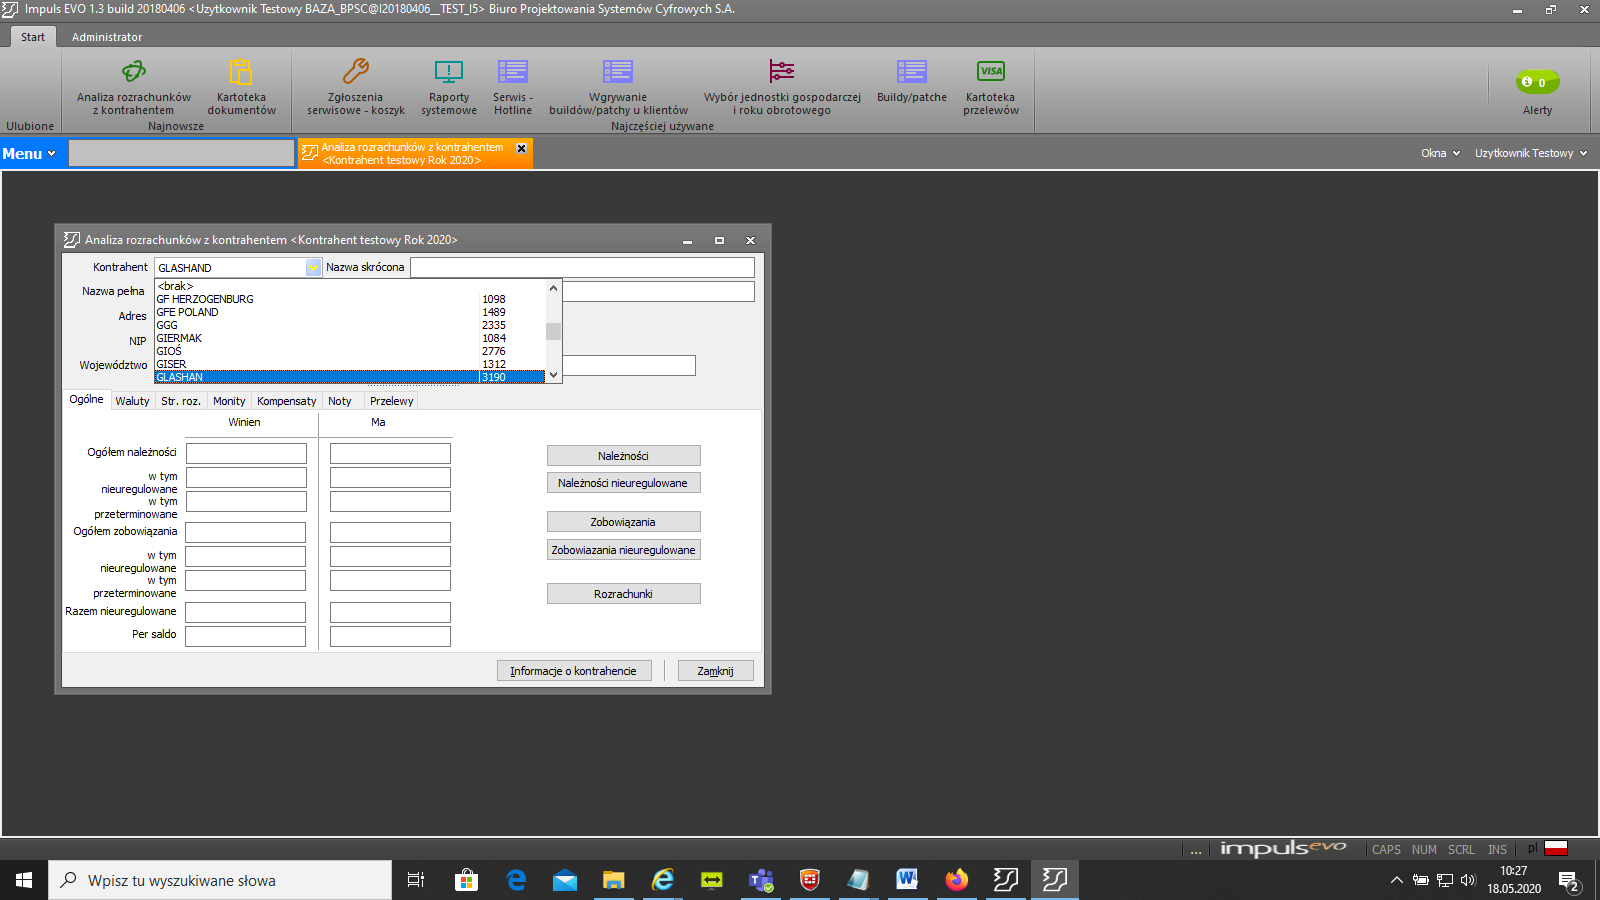 Impuls EVO 1.3 build 20180406 <Uzytkownik Testowy BAZA_BPSC@I20180406__TEST_I5> Biuro Projektowania Systemów Cyfrowych S.A.
Start
Administrator
Analiza rozrachunków
z kontrahentem
Kartoteka
dokumentów
Zgłoszenia
serwisowe - koszyk
Raporty
systemowe
Serwis -
Hotline
Wgrywanie
buildów/patchy u klientów
Wybór jednostki gospodarczej
i roku obrotowego
Buildy/patche
VISA
Kartoteka
przelewów
0
Alerty
Ulubione
Najnowsze
Najczęściej używane
Menu
Analiza rozrachunków z kontrahentem
<Kontrahent testowy Rok 2020>
Okna
Uzytkownik Testowy
Analiza rozrachunków z kontrahentem <Kontrahent testowy Rok 2020>
Kontrahent
GLASHAND
Nazwa skrócona
Nazwa pełna
Adres
NIP
Województwo
<brak>
GF HERZOGENBURG 1098
GFE POLAND 1489
GGG 2335
GIERMAK 1084
GIOŚ 2776
GISER 1312
GLASHAN 3190
Ogólne
Waluty
Str. roz.
Monity
Kompensaty
Noty
Przelewy
Winien
Ma
Ogółem należności
w tym
nieuregulowane
w tym
przeterminowane
Ogółem zobowiązania
w tym
nieuregulowane
w tym
przeterminowane
Razem nieuregulowane
Per saldo
Należności
Należności nieuregulowane
Zobowiązania
Zobowiazania nieuregulowane
Rozrachunki
Informacje o kontrahencie
Zamknij
...
impulsevo
CAPS
NUM
SCRL
INS
pl
Wpisz tu wyszukiwane słowa
10:27
18.05.2020
2